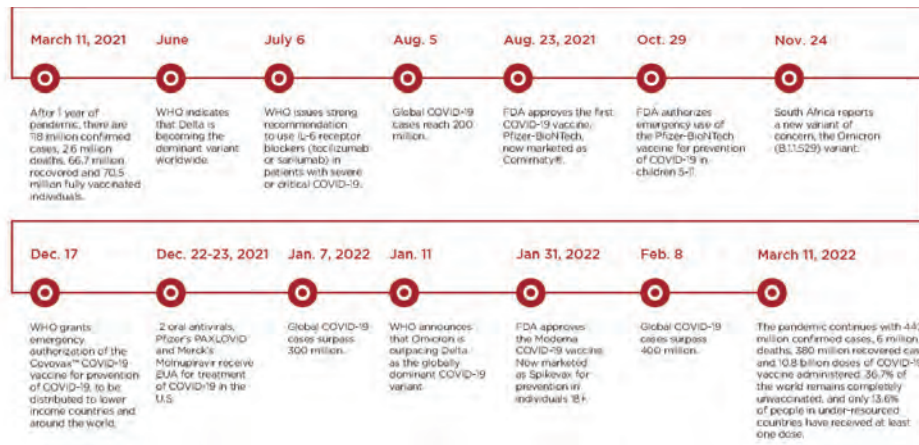 March 11, 2021
After 1 year of
pandemic, there are
118 million confirmed
cases, 2.6 million
deaths, 66.7 million
recovered and 70.5
million fully vaccinated
individuals.
June
WHO indicates
that Delta is
becoming the
dominant variant
worldwide.
July 6
WHO issues strong
recommendation
to use IL-6 receptor
blockers (tocilizumab
or sarilumab) in
patients with severe
or critical COVID-19.
Aug. 5
Global COVID-19
cases reach 200
million.
Aug. 23, 2021
FDA approves the first
COVID-19 vaccine,
Pfizer-BioNTech,
now marketed as
Comirnaty®.
Oct. 29
FDA authorizes
emergency use of
the Pfizer-BioNTech
vaccine for prevention
of COVID-19 in
children 5-11.
Nov. 24
South Africa reports
a new variant of
concern, the Omicron
(B.1.1.529) variant.
Dec. 17
WHO grants
emergency
authorization of the
Covovax™ COVID-19
vaccine for prevention
of COVID-19, to be
distributed to lower
income countries and
around the world.
Dec. 22-23, 2021
2 oral antivirals,
Pfizer's PAXLOVID
and Merck's
Molnupiravir receive
EUA for treatment
of COVID-19 in the
U.S.
Jan. 7, 2022
Global COVID-19
cases surpass
300 million.
Jan. 11
WHO announces
that Omicron is
outpacing Delta
as the globally
dominant COVID-19
variant.
Jan 31, 2022
FDA approves
the Moderna
COVID-19 vaccine.
Now marketed
as Spikevax for
prevention in
individuals 18+.
Feb. 8
Global COVID-19
cases surpass
400 million.
March 11, 2022
The pandemic continues with
million confirmed cases, 6 million
deaths, 380 million recovered
and 10.8 billion doses of
vaccine administered. 36.7% of
the world remains completely
unvaccinated, and only 13.6%
of people in under-resourced
countries have received at least
one dose.